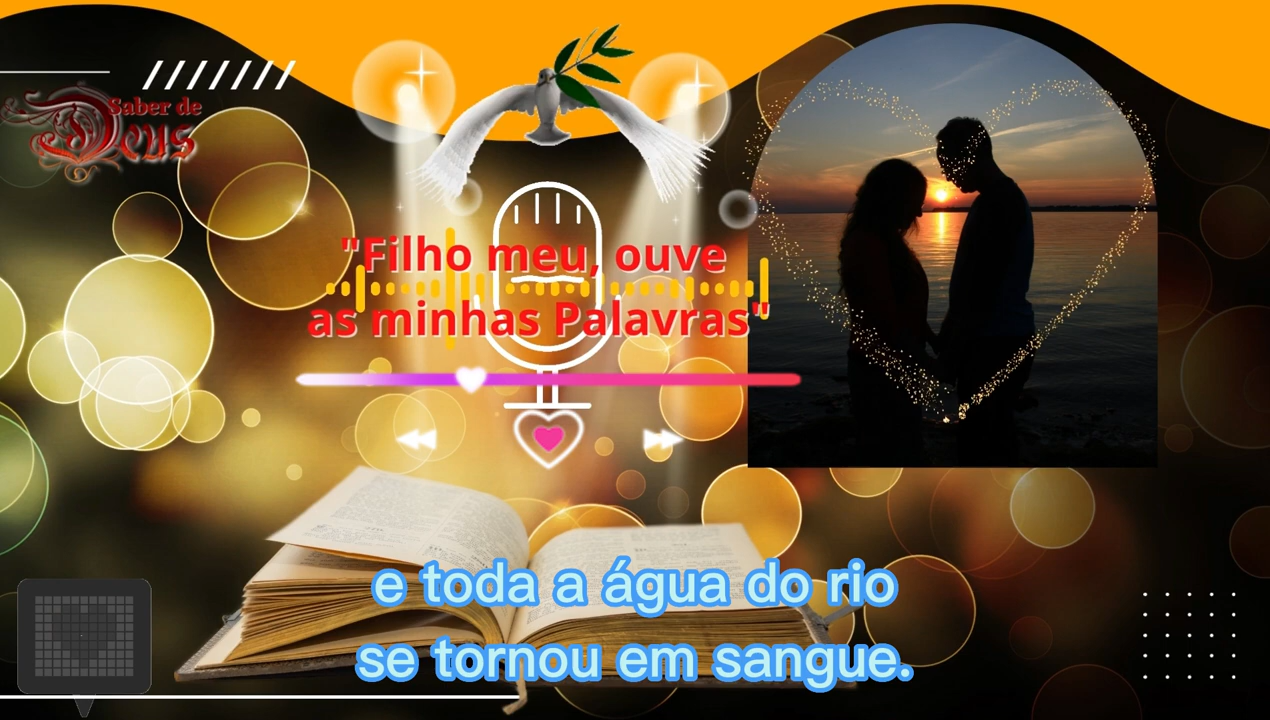 Saber de
Deus
"Filho meu, ouve
as minhas Palavras"
e toda a água do rio
se tornou em sangue.